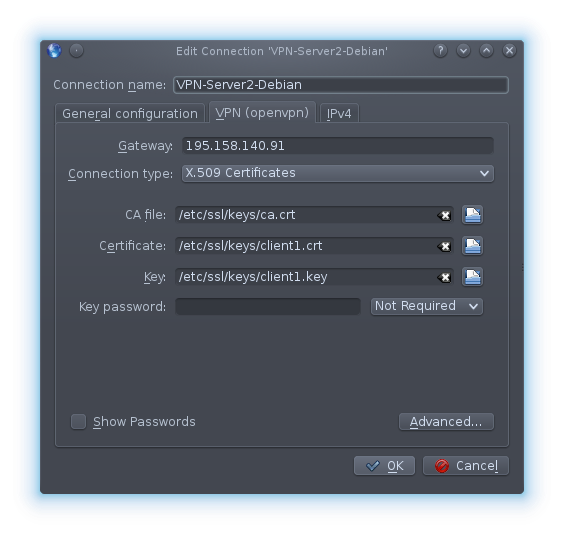 Edit Connection 'VPN-Server2-Debian'
Connection name: VPN-Server2-Debian
General configuration VPN (openvpn) IPv4
Gateway: 195.158.140.91
Connection type: X.509 Certificates
CA file: /etc/ssl/keys/ca.crt
Certificate: /etc/ssl/keys/client1.crt
Key: /etc/ssl/keys/client1.key
Key password: Not Required
Show Passwords Advanced...
OK Cancel